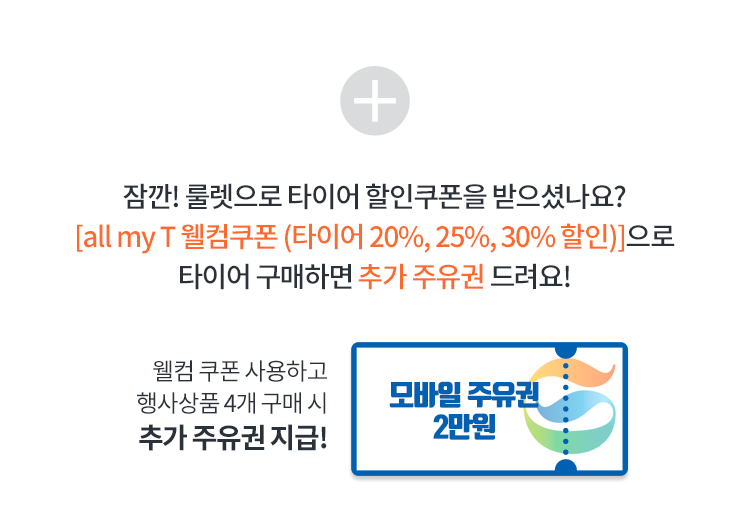 잠깐! 룰렛으로 타이어 할인쿠폰을 받으셨나요?
[all my T 웰컴쿠폰 (타이어 20%, 25%, 30% 할인)]으로
타이어 구매하면 추가 주유권 드려요!
웰컴 쿠폰 사용하고
행사상품 4개 구매 시
추가 주유권 지급!
모바일 주유권
2만원